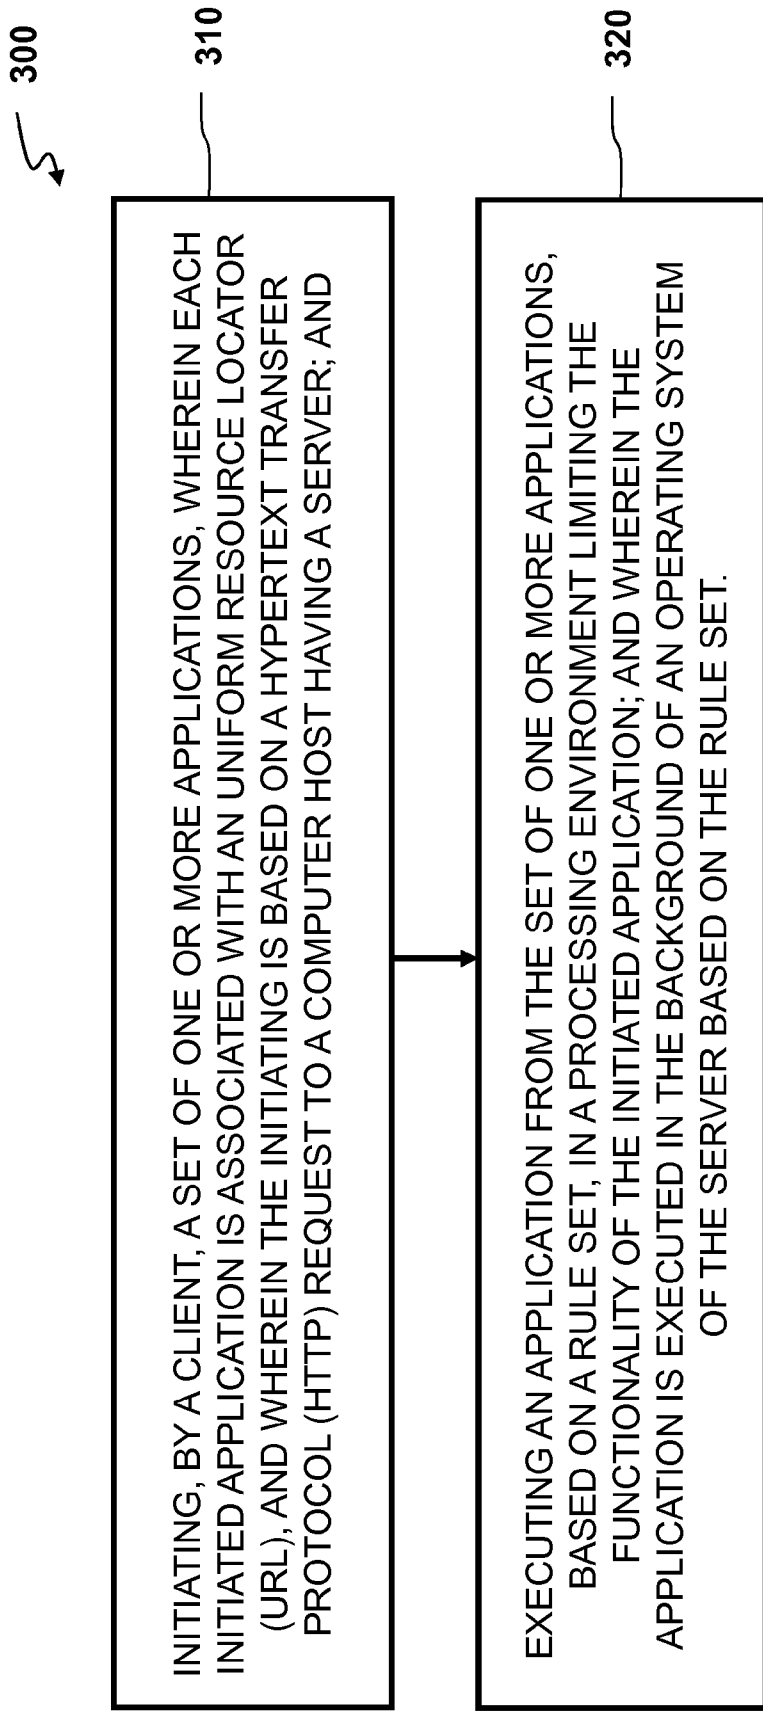 300
310
INITIATING, BY A CLIENT, A SET OF ONE OR MORE APPLICATIONS, WHEREIN EACH
INITIATED APPLICATION IS ASSOCIATED WITH AN UNIFORM RESOURCE LOCATOR
(URL), AND WHEREIN THE INITIATING IS BASED ON A HYPERTEXT TRANSFER
PROTOCOL (HTTP) REQUEST TO A COMPUTER HOST HAVING A SERVER; AND
320
EXECUTING AN APPLICATION FROM THE SET OF ONE OR MORE APPLICATIONS,
BASED ON A RULE SET, IN A PROCESSING ENVIRONMENT LIMITING THE
FUNCTIONALITY OF THE INITIATED APPLICATION; AND WHEREIN THE
APPLICATION IS EXECUTED IN THE BACKGROUND OF AN OPERATING SYSTEM
OF THE SERVER BASED ON THE RULE SET.